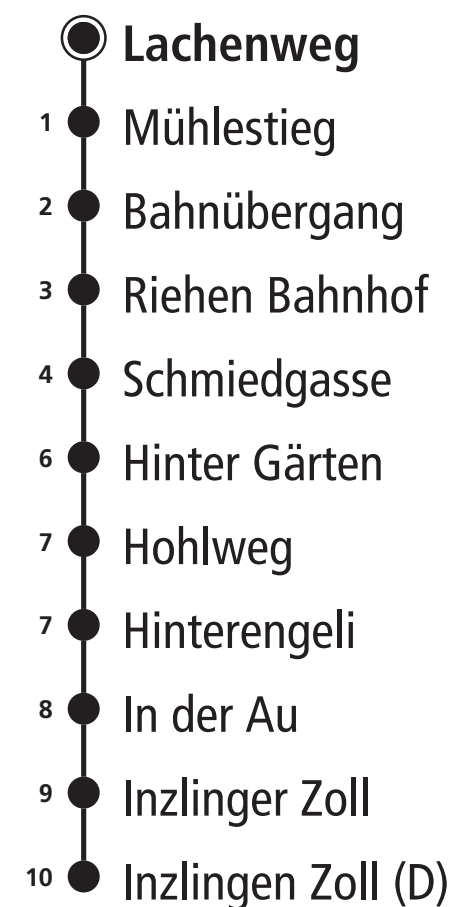 Lachenweg
1 Mühlestieg
2 Bahnübergang
3 Riehen Bahnhof
4 Schmiedgasse
6 Hinter Gärten
7 Hohlweg
7 Hinterengeli
8 In der Au
9 Inzlinger Zoll
10 Inzlingen Zoll (D)